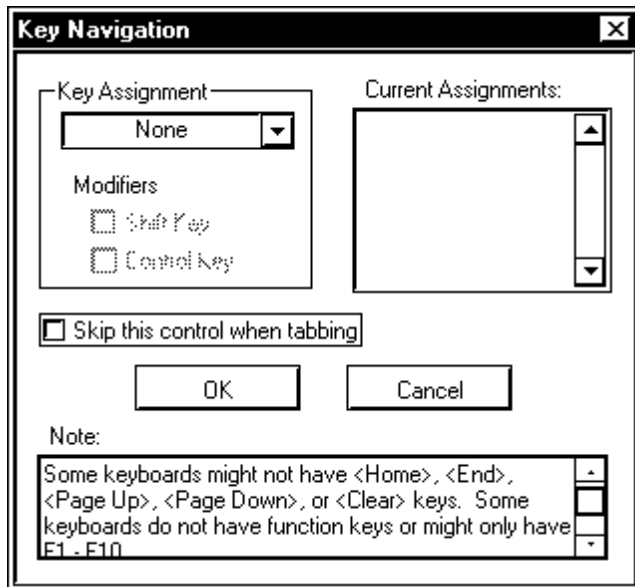 Key Navigation
Key Assignment
Current Assignments:
None
Modifiers
Shift Key
Control Key
Skip this control when tabbing
OK
Cancel
Note:
Some keyboards might not have <Home>, <End>,
<Page Up>, <Page Down>, or <Clear> keys. Some
keyboards do not have function keys or might only have
F1 - F10